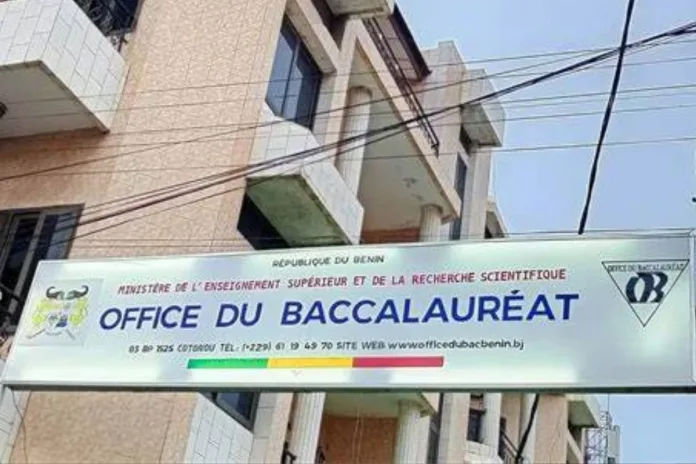 RÉPUBLIQUE DU BENIN
MINISTÈRE DE L'ENSEIGNEMENT SUPÉRIEUR ET DE LA RECHERCHE SCIENTIFIQUE
OFFICE DU BACCALAURÉAT
03 BP 1525 COTONOU TÉL: (+229) 61 19 49 70 SITE WEB www.officedubacbenin.bj
OFFICE DU BACCALAURÉAT
OB